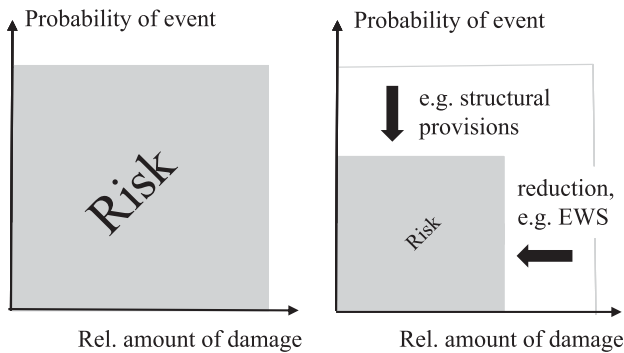 Probability of event
Risk
Rel. amount of damage
Probability of event
e.g. structural
provisions
reduction,
e.g. EWS
Risk
Rel. amount of damage